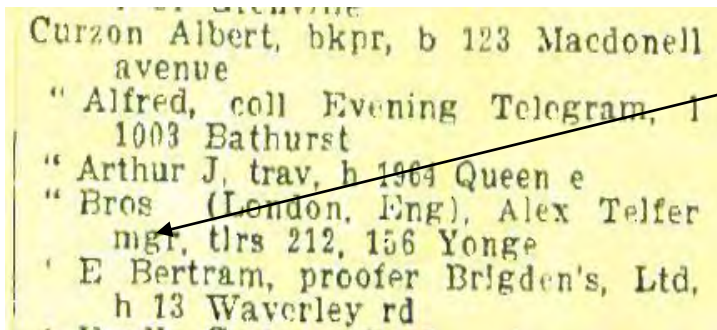 Curzon Albert, bkpr, b 123 Macdonell
avenue
" Alfred, coll Evening Telegram, l
1003 Bathurst
" Arthur J, trav, h 1964 Queen e
" Bros (London, Eng), Alex Telfer
mgr, tlrs 212, 156 Yonge
' E Bertram, proofer Brigden's, Ltd,
h 13 Waverley rd